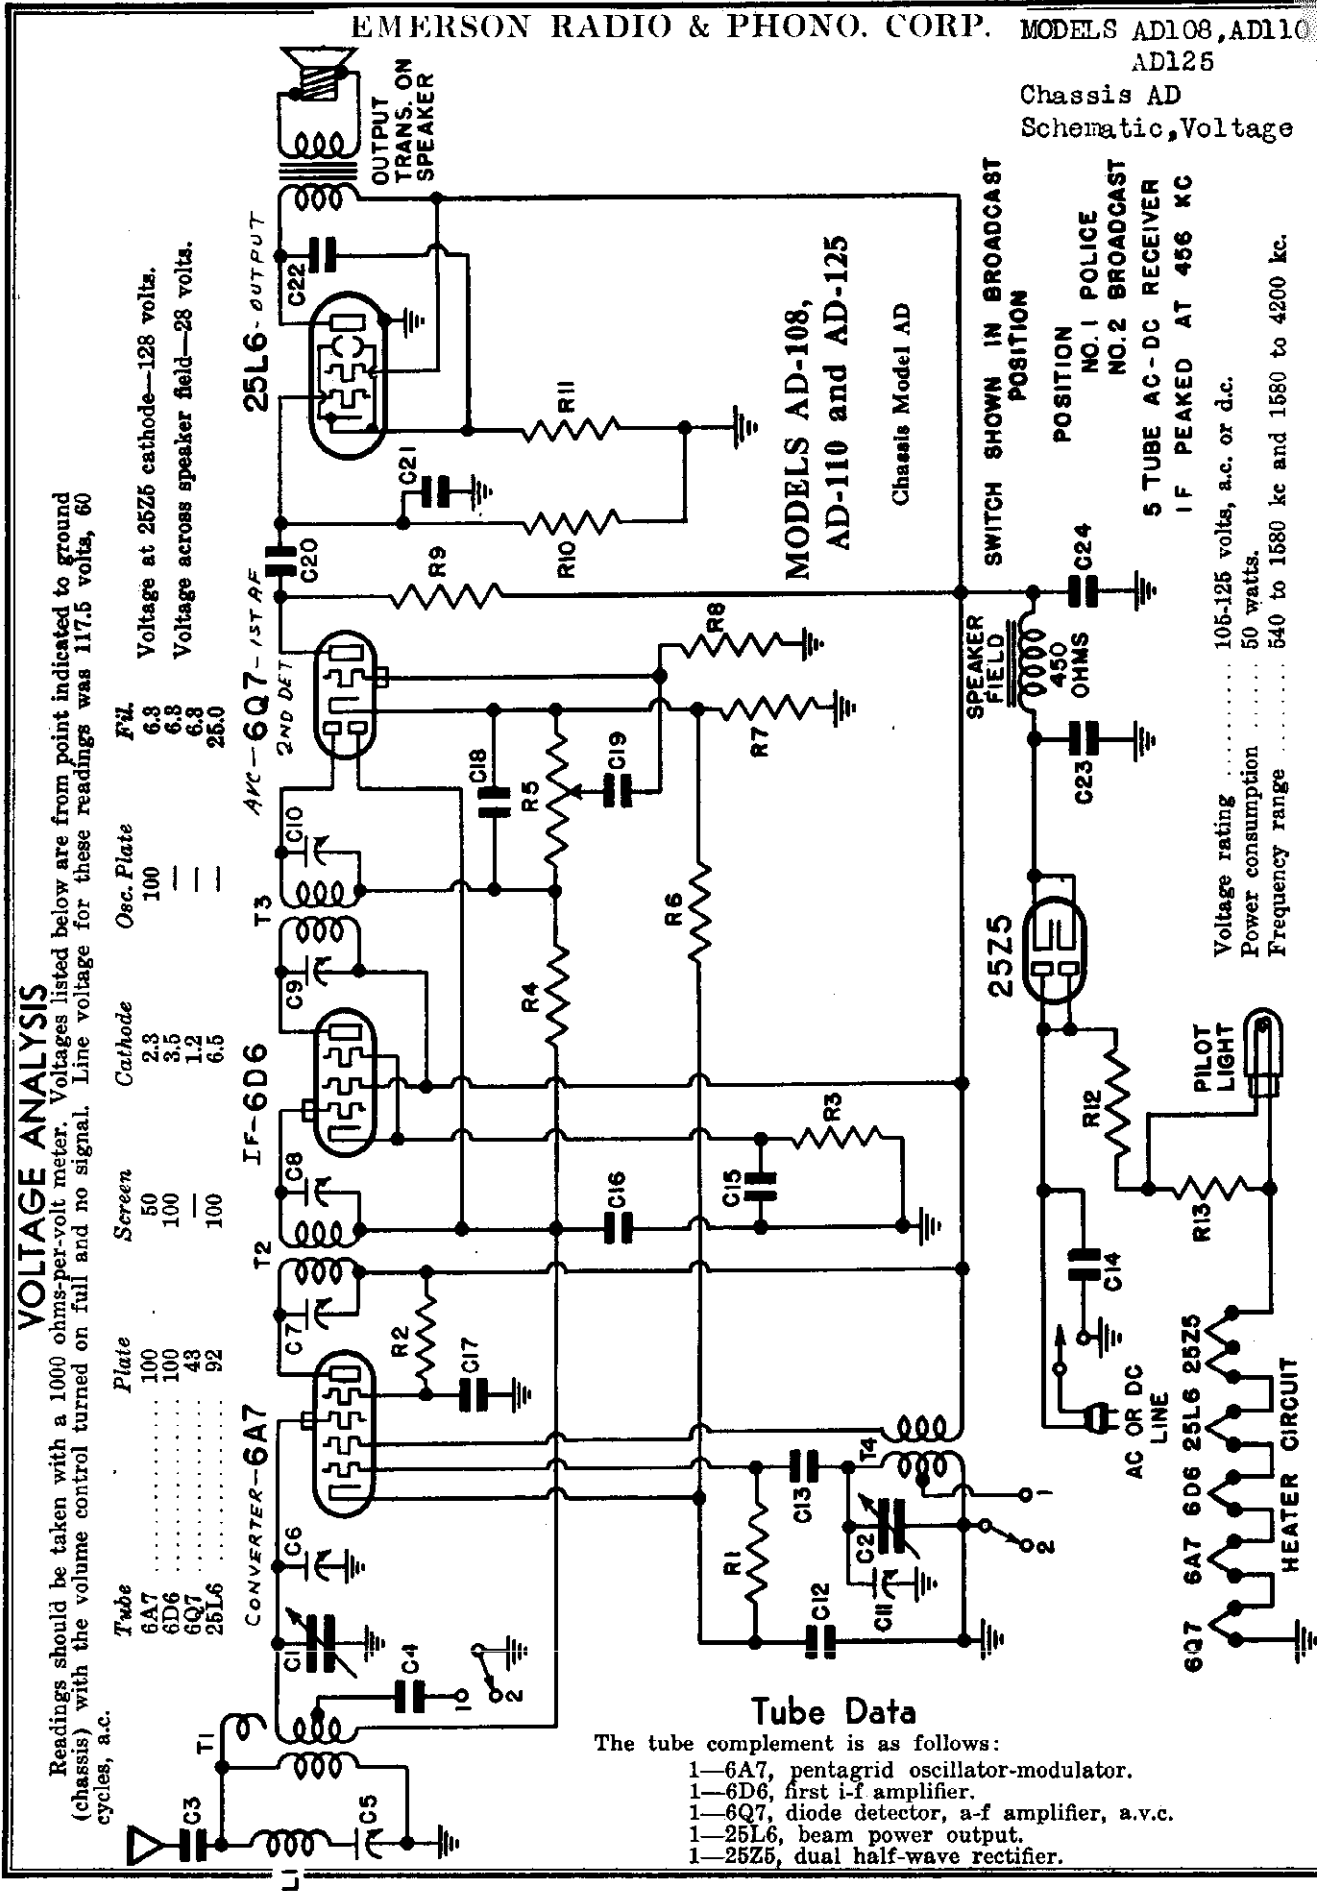 EMERSON RADIO & PHONO. CORP.
MODELS AD108, AD110
AD125
Chassis AD
Schematic, Voltage
VOLTAGE ANALYSIS
Readings should be taken with a 1000 ohms-per-volt meter. Voltages listed below are from point indicated to ground
(chassis) with the volume control turned on full and no signal. Line voltage for these readings was 117.5 volts, 60
cycles, a.c.
Tube Plate Screen Cathode Osc. Plate Fil.
6A7 .......... 100 50 2.3 100 6.3
6D6 .......... 100 100 3.5 — 6.3
6Q7 .......... 43 — 1.2 — 6.3
25L6 .......... 92 100 6.5 — 25.0
Voltage at 25Z5 cathode—128 volts.
Voltage across speaker field—28 volts.
CONVERTER-6A7
IF-6D6
AVC-6Q7-1ST AF
2ND DET
25L6-OUTPUT
OUTPUT
TRANS. ON
SPEAKER
C3
L1
C5
T1
C1
C4
1
2
C6
C7
T2
C8
C9
T3
C10
C20
C22
R2
C17
R4
C18
R5
C19
R9
C21
R10
R11
C16
C15
R3
R6
R7
R8
R1
C12
C13
C11
C2
T4
1
2
MODELS AD-108,
AD-110 and AD-125
Chassis Model AD
AC OR DC
LINE
C14
R12
R13
PILOT
LIGHT
25Z5
C23
SPEAKER
FIELD
450
OHMS
C24
6Q7 6A7 6D6 25L6 25Z5
HEATER CIRCUIT
SWITCH SHOWN IN BROADCAST
POSITION
POSITION
NO. 1 POLICE
NO. 2 BROADCAST
5 TUBE AC-DC RECEIVER
IF PEAKED AT 456 KC
Voltage rating .......... 105-125 volts, a.c. or d.c.
Power consumption ...... 50 watts.
Frequency range ...... 540 to 1580 kc and 1580 to 4200 kc.
Tube Data
The tube complement is as follows:
1—6A7, pentagrid oscillator-modulator.
1—6D6, first i-f amplifier.
1—6Q7, diode detector, a-f amplifier, a.v.c.
1—25L6, beam power output.
1—25Z5, dual half-wave rectifier.